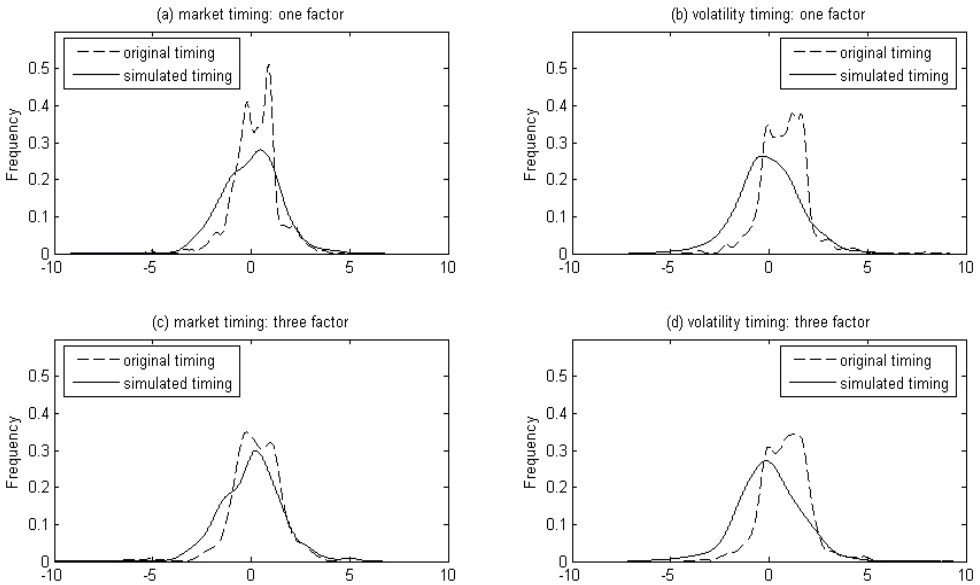 (a) market timing: one factor
original timing
simulated timing
Frequency
0.5
0.4
0.3
0.2
0.1
0
-10
-5
0
5
10
(b) volatility timing: one factor
original timing
simulated timing
Frequency
0.5
0.4
0.3
0.2
0.1
0
-10
-5
0
5
10
(c) market timing: three factor
original timing
simulated timing
Frequency
0.5
0.4
0.3
0.2
0.1
0
-10
-5
0
5
10
(d) volatility timing: three factor
original timing
simulated timing
Frequency
0.5
0.4
0.3
0.2
0.1
0
-10
-5
0
5
10